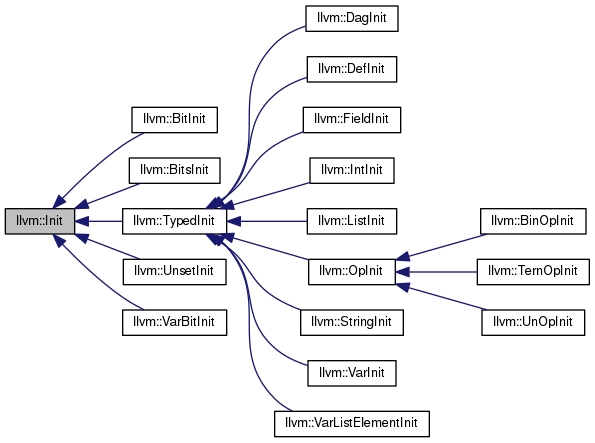 llvm::Init
llvm::BitInit
llvm::BitsInit
llvm::TypedInit
llvm::UnsetInit
llvm::VarBitInit
llvm::DagInit
llvm::DefInit
llvm::FieldInit
llvm::IntInit
llvm::ListInit
llvm::OpInit
llvm::StringInit
llvm::VarInit
llvm::VarListElementInit
llvm::BinOpInit
llvm::TernOpInit
llvm::UnOpInit